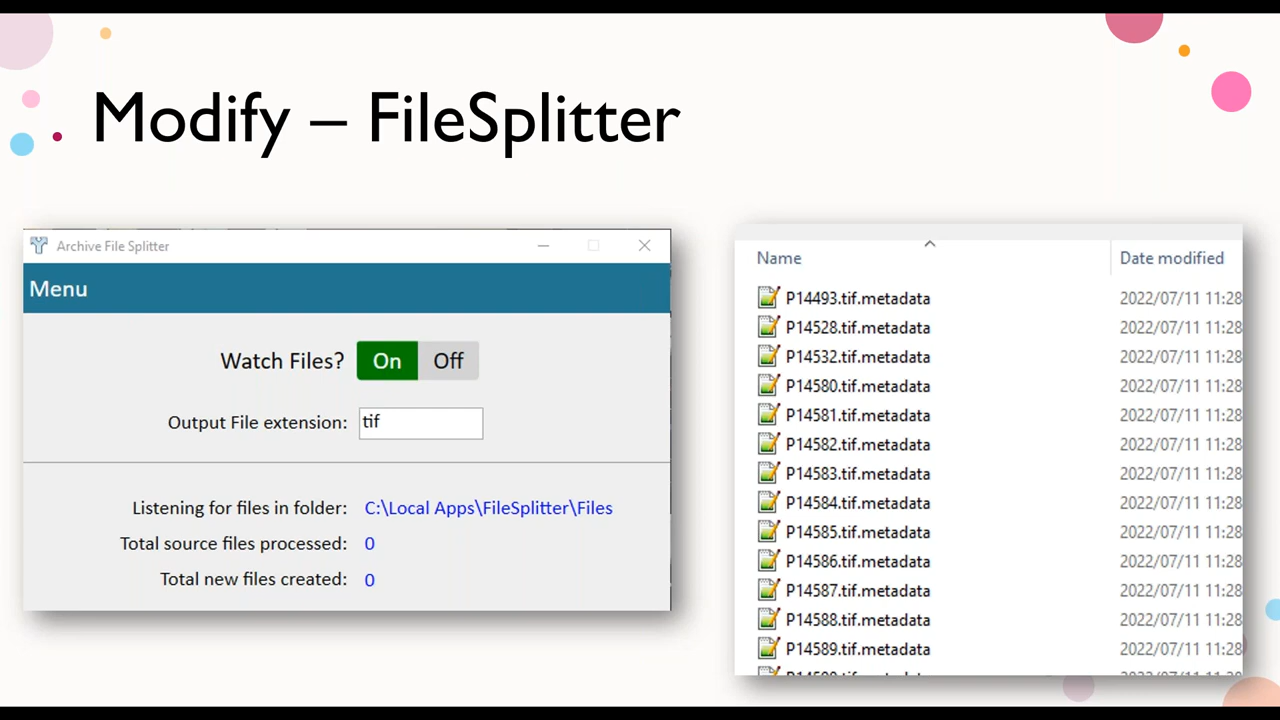 Modify – FileSplitter
Archive File Splitter
Menu
Watch Files? On Off
Output File extension: tif
Listening for files in folder: C:\Local Apps\FileSplitter\Files
Total source files processed: 0
Total new files created: 0
Name Date modified
P14493.tif.metadata 2022/07/11 11:28
P14528.tif.metadata 2022/07/11 11:28
P14532.tif.metadata 2022/07/11 11:28
P14580.tif.metadata 2022/07/11 11:28
P14581.tif.metadata 2022/07/11 11:28
P14582.tif.metadata 2022/07/11 11:28
P14583.tif.metadata 2022/07/11 11:28
P14584.tif.metadata 2022/07/11 11:28
P14585.tif.metadata 2022/07/11 11:28
P14586.tif.metadata 2022/07/11 11:28
P14587.tif.metadata 2022/07/11 11:28
P14588.tif.metadata 2022/07/11 11:28
P14589.tif.metadata 2022/07/11 11:28